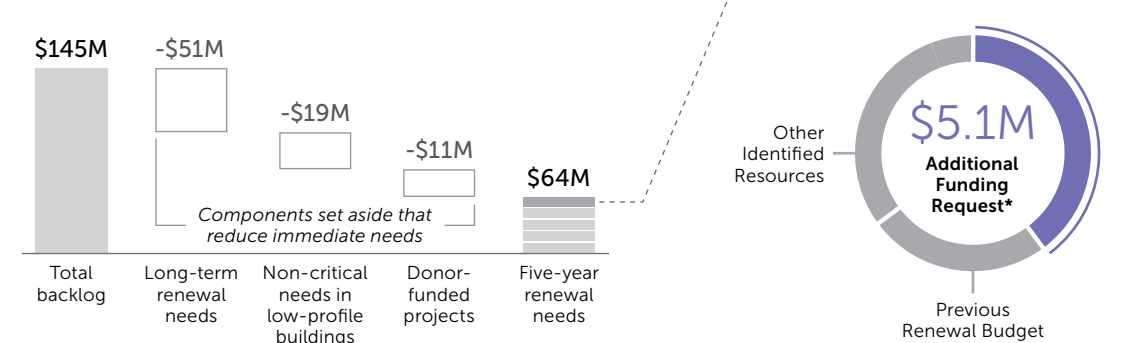 $145M
-$51M
-$19M
-$11M
$64M
Components set aside that
reduce immediate needs
Total
backlog
Long-term
renewal
needs
Non-critical
needs in
low-profile
buildings
Donor-
funded
projects
Five-year
renewal
needs
Other
Identified
Resources
$5.1M
Additional
Funding
Request*
Previous
Renewal Budget